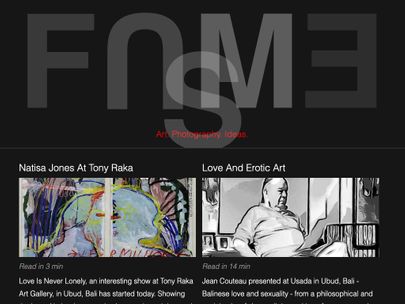 Art. Photography. Ideas.
Natisa Jones At Tony Raka
Love And Erotic Art
Read in 3 min
Read in 14 min
Love Is Never Lonely, an interesting show at Tony Raka
Art Gallery, in Ubud, Bali has started today. Showing
Jean Couteau presented at Usada in Ubud, Bali -
Balinese love and sexuality - from a philosophical and